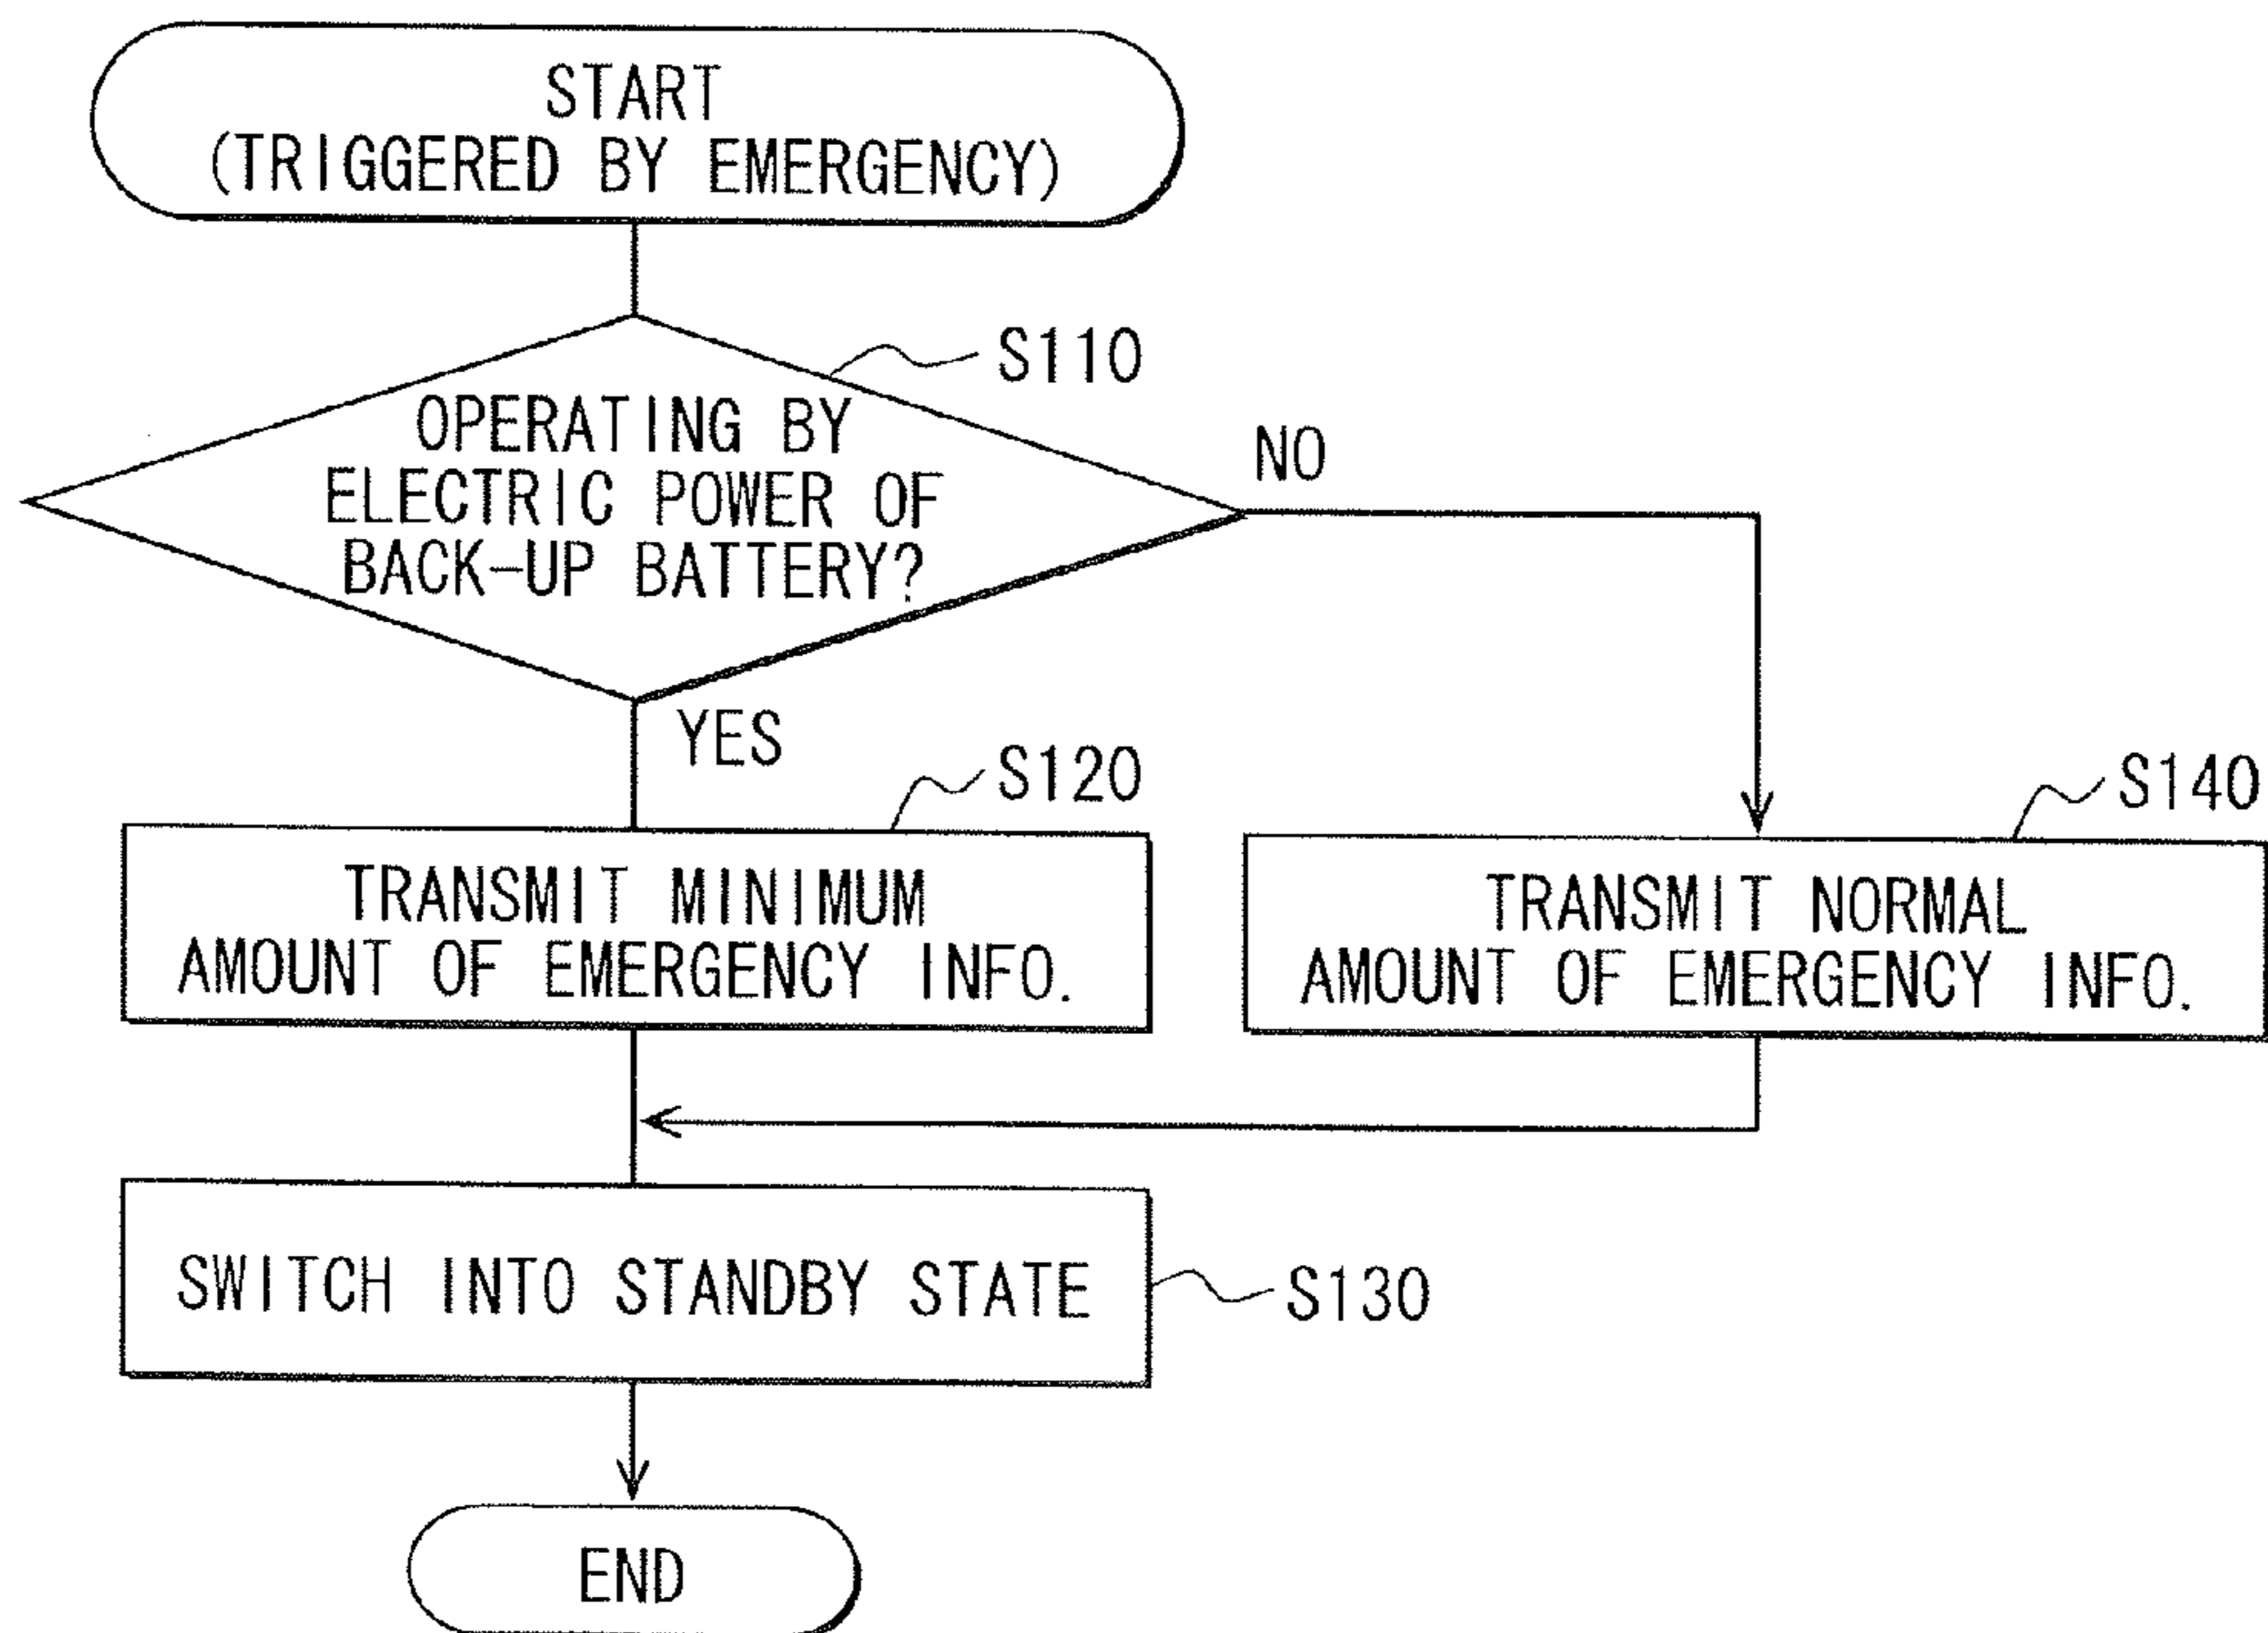 START
(TRIGGERED BY EMERGENCY)
S110
OPERATING BY
ELECTRIC POWER OF
BACK-UP BATTERY?
NO
YES
S120
TRANSMIT MINIMUM
AMOUNT OF EMERGENCY INFO.
S140
TRANSMIT NORMAL
AMOUNT OF EMERGENCY INFO.
SWITCH INTO STANDBY STATE
S130
END